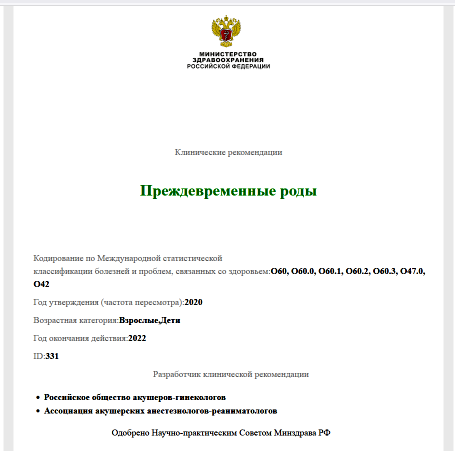 МИНИСТЕРСТВО
ЗДРАВООХРАНЕНИЯ
РОССИЙСКОЙ ФЕДЕРАЦИИ
Клинические рекомендации
Преждевременные роды
Кодирование по Международной статистической
классификации болезней и проблем, связанных со здоровьем:O60, O60.0, O60.1, O60.2, O60.3, O47.0,
O42
Год утверждения (частота пересмотра):2020
Возрастная категория:Взрослые,Дети
Год окончания действия:2022
ID:331
Разработчик клинической рекомендации
• Российское общество акушеров-гинекологов
• Ассоциация акушерских анестезиологов-реаниматологов
Одобрено Научно-практическим Советом Минздрава РФ